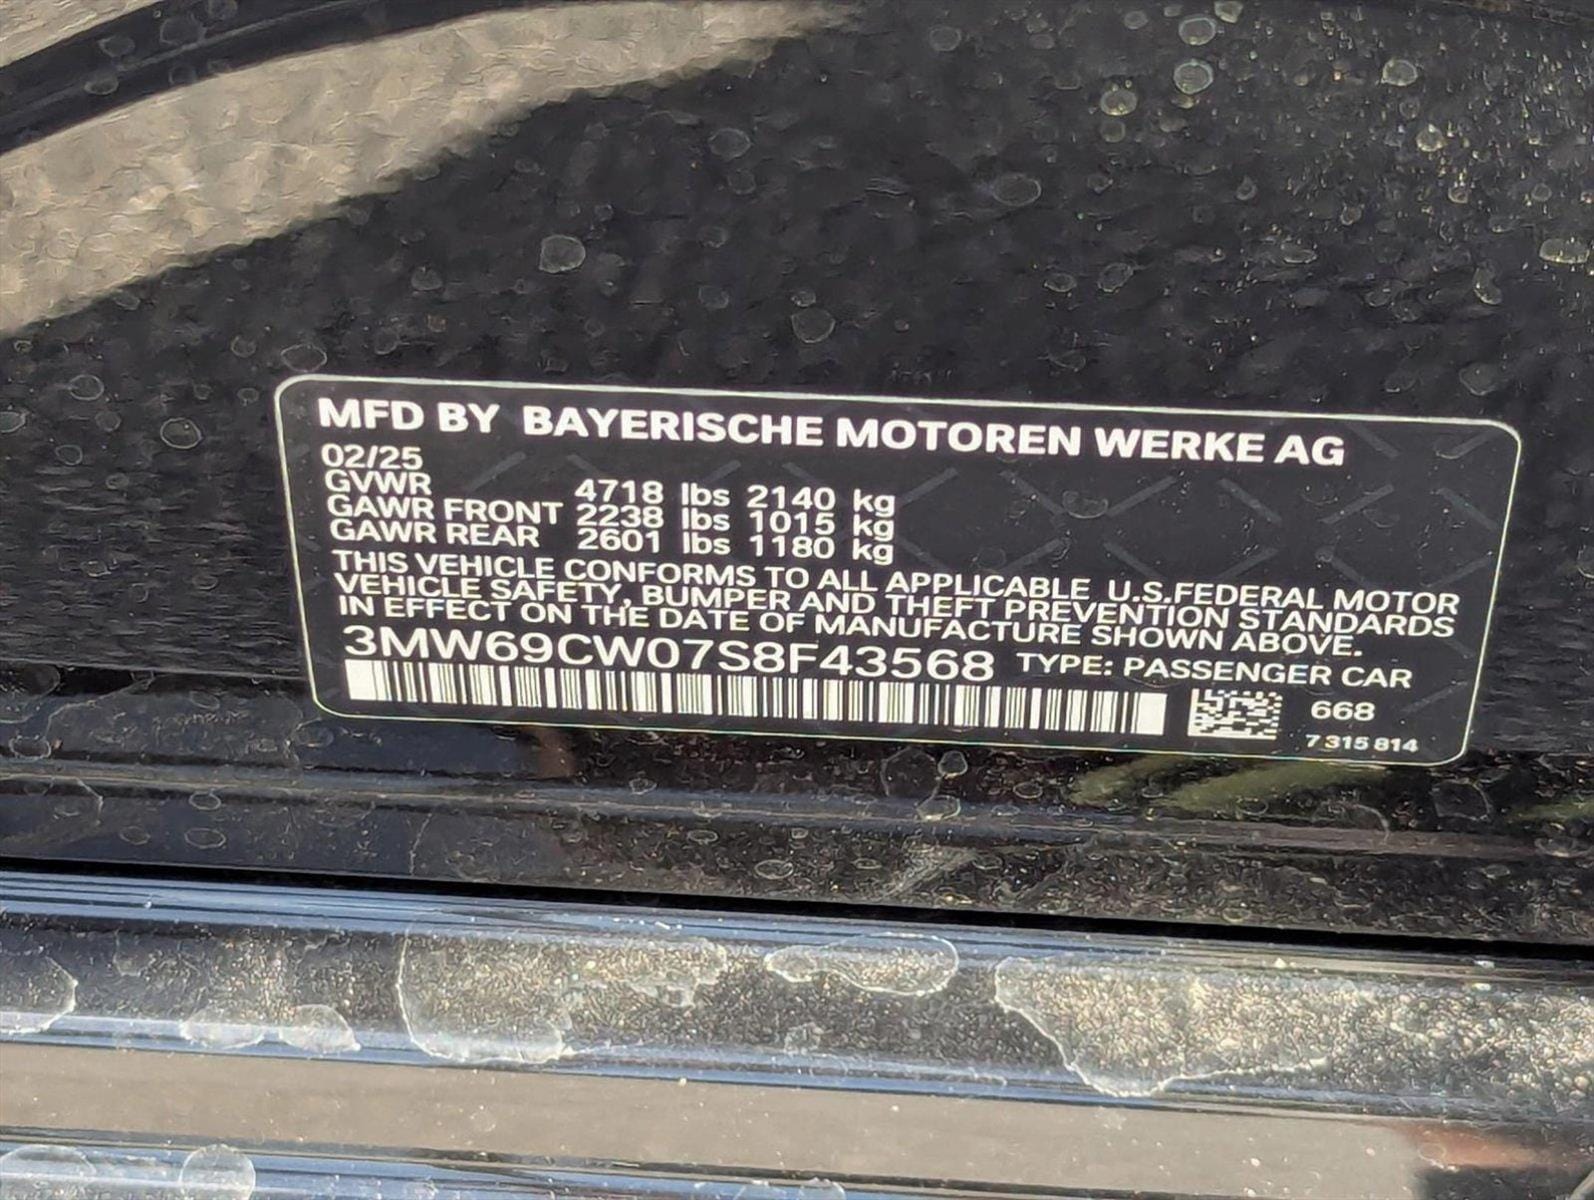 MFD BY BAYERISCHE MOTOREN WERKE AG
02/25
GVWR 4718 lbs 2140 kg
GAWR FRONT 2238 lbs 1015 kg
GAWR REAR 2601 lbs 1180 kg
THIS VEHICLE CONFORMS TO ALL APPLICABLE U.S.FEDERAL MOTOR
VEHICLE SAFETY, BUMPER AND THEFT PREVENTION STANDARDS
IN EFFECT ON THE DATE OF MANUFACTURE SHOWN ABOVE.
3MW69CW07S8F43568 TYPE: PASSENGER CAR
668
7 315 814